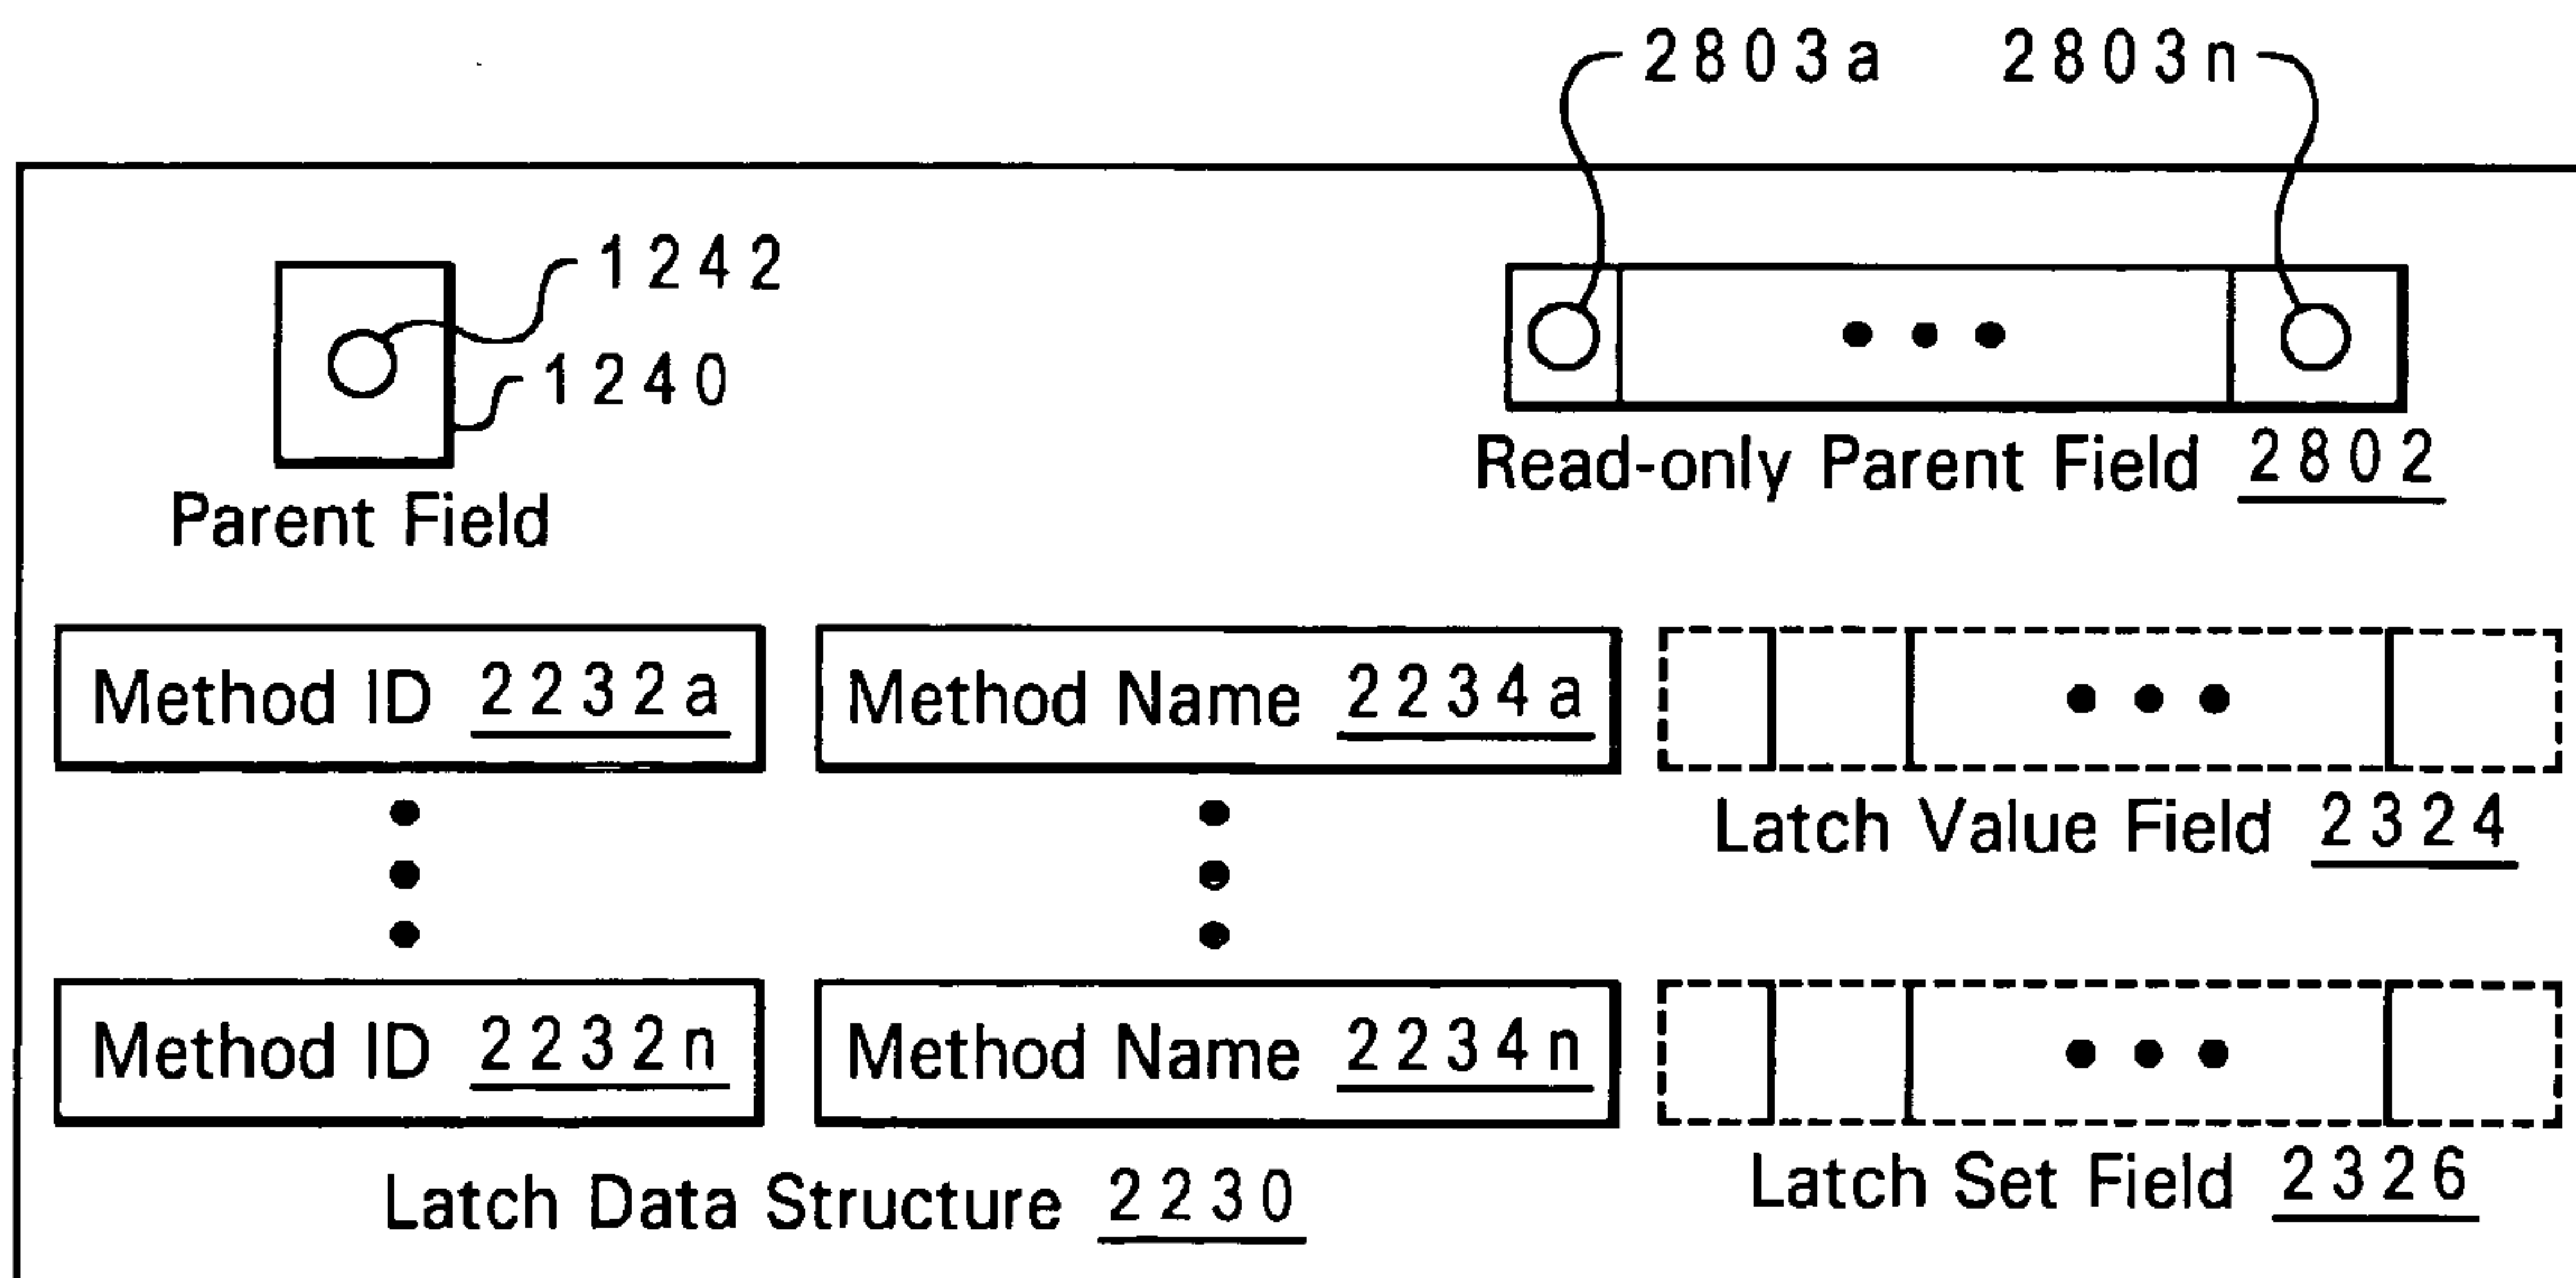 2803a 2803n
1242
1240
Parent Field
Read-only Parent Field 2802
Method ID 2232a
Method Name 2234a
Latch Value Field 2324
Method ID 2232n
Method Name 2234n
Latch Data Structure 2230
Latch Set Field 2326